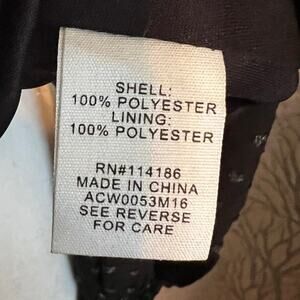 SHELL:
100% POLYESTER
LINING:
100% POLYESTER
RN#114186
MADE IN CHINA
ACW0053M16
SEE REVERSE
FOR CARE